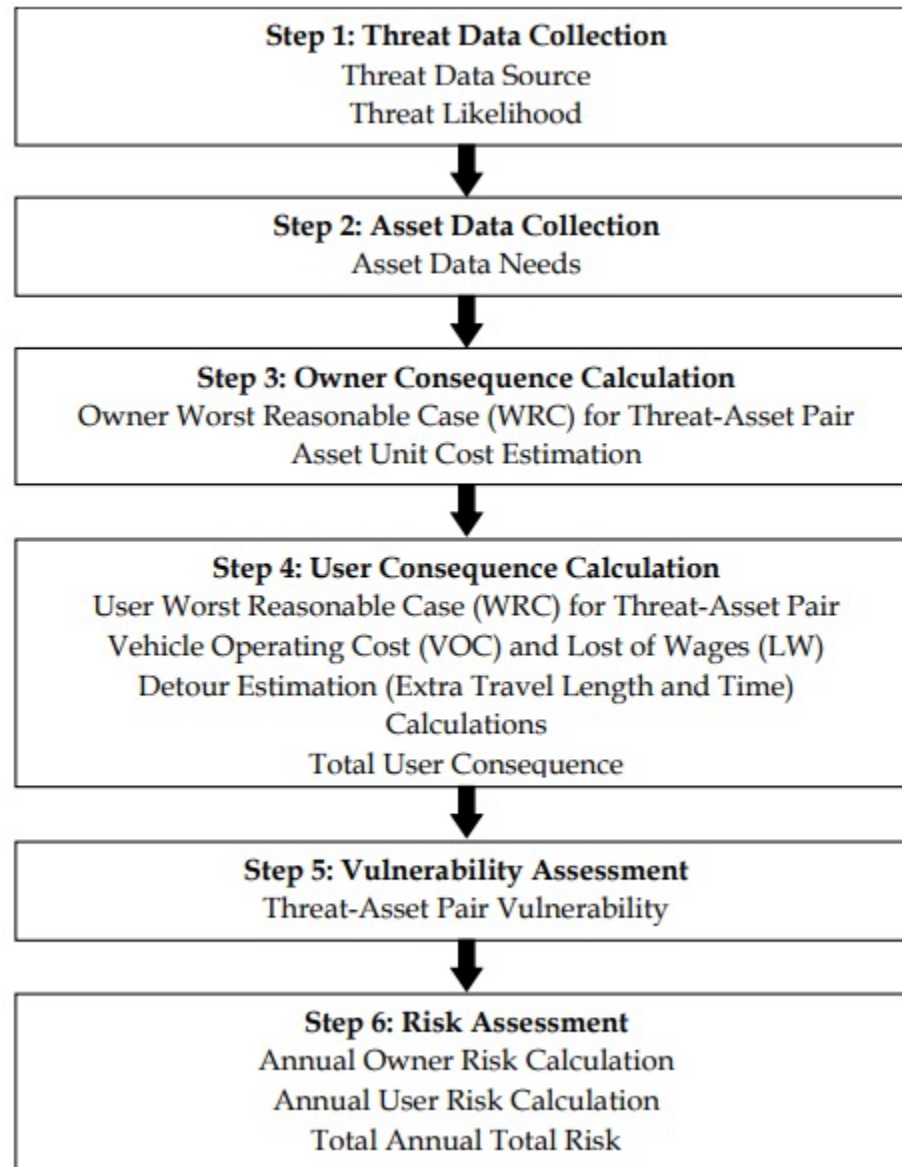 Step 1: Threat Data Collection
Threat Data Source
Threat Likelihood
Step 2: Asset Data Collection
Asset Data Needs
Step 3: Owner Consequence Calculation
Owner Worst Reasonable Case (WRC) for Threat-Asset Pair
Asset Unit Cost Estimation
Step 4: User Consequence Calculation
User Worst Reasonable Case (WRC) for Threat-Asset Pair
Vehicle Operating Cost (VOC) and Lost of Wages (LW)
Detour Estimation (Extra Travel Length and Time)
Calculations
Total User Consequence
Step 5: Vulnerability Assessment
Threat-Asset Pair Vulnerability
Step 6: Risk Assessment
Annual Owner Risk Calculation
Annual User Risk Calculation
Total Annual Total Risk